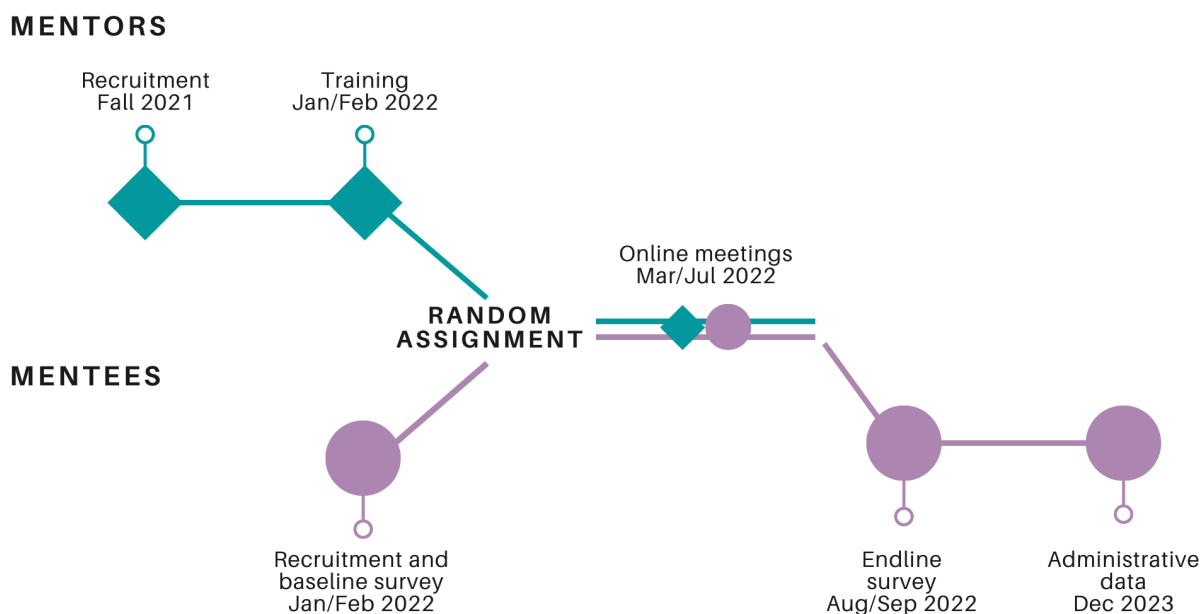 MENTORS
Recruitment
Fall 2021
Training
Jan/Feb 2022
Online meetings
Mar/Jul 2022
RANDOM
ASSIGNMENT
MENTEES
Recruitment and
baseline survey
Jan/Feb 2022
Endline
survey
Aug/Sep 2022
Administrative
data
Dec 2023